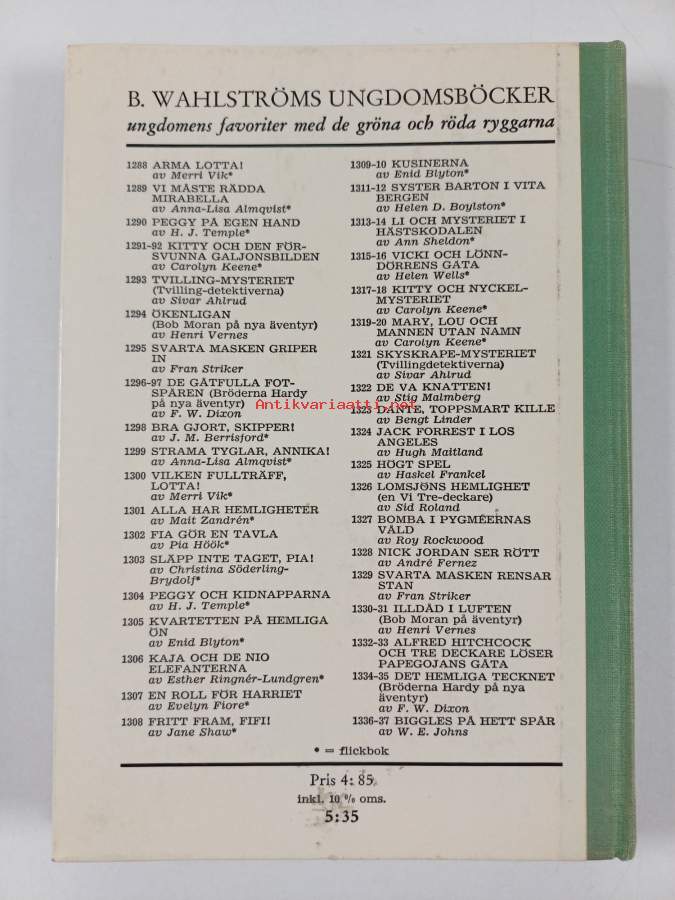 B. WAHLSTRÖMS UNGDOMSBÖCKER
ungdomens favoriter med de gröna och röda ryggarna
1288 ARMA LOTTA!
av Merri Vik*
1289 VI MÅSTE RÄDDA
MIRABELLA
av Anna-Lisa Almqvist*
1290 PEGGY PÅ EGEN HAND
av H. J. Temple*
1291-92 KITTY OCH DEN FÖR-
SVUNNA GALJONSBILDEN
av Carolyn Keene*
1293 TVILLING-MYSTERIET
(Tvilling-detektiverna)
av Sivar Ahlrud
1294 ÖKENLIGAN
(Bob Moran på nya äventyr)
av Henri Vernes
1295 SVARTA MASKEN GRIPER
IN
av Fran Striker
1296-97 DE GÅTFULLA FOT-
SPÅREN (Bröderna Hardy
på nya äventyr)
av F. W. Dixon
1298 BRA GJORT, SKIPPER!
av J. M. Berrisford*
1299 STRAMA TYGLAR, ANNIKA!
av Anna-Lisa Almqvist*
1300 VILKEN FULLTRÄFF,
LOTTA!
av Merri Vik*
1301 ALLA HAR HEMLIGHETER
av Mait Zandrén*
1302 FIA GÖR EN TAVLA
av Pia Höök*
1303 SLÄPP INTE TAGET, PIA!
av Christina Söderling-
Brydolf*
1304 PEGGY OCH KIDNAPPARNA
av H. J. Temple*
1305 KVARTETTEN PÅ HEMLIGA
ÖN
av Enid Blyton*
1306 KAJA OCH DE NIO
ELEFANTERNA
av Esther Ringnér-Lundgren*
1307 EN ROLL FÖR HARRIET
av Evelyn Fiore*
1308 FRITT FRAM, FIFI!
av Jane Shaw*
1309-10 KUSINERNA
av Enid Blyton*
1311-12 SYSTER BARTON I VITA
BERGEN
av Helen D. Boylston*
1313-14 LI OCH MYSTERIET I
HÄSTSKODALEN
av Ann Sheldon*
1315-16 VICKI OCH LÖNN-
DÖRRENS GÅTA
av Helen Wells*
1317-18 KITTY OCH NYCKEL-
MYSTERIET
av Carolyn Keene*
1319-20 MARY, LOU OCH
MANNEN UTAN NAMN
av Carolyn Keene*
1321 SKYSKRAPE-MYSTERIET
(Tvillingdetektiverna)
av Sivar Ahlrud
1322 DE VA KNATTEN!
av Stig Malmberg
1323 DANTE, TOPPSMART KILLE
av Bengt Linder
1324 JACK FORREST I LOS
ANGELES
av Hugh Maitland
1325 HÖGT SPEL
av Haskel Frankel
1326 LOMSJÖNS HEMLIGHET
(en Vi Tre-deckare)
av Sid Roland
1327 BOMBA I PYGMÉERNAS
VÅLD
av Roy Rockwood
1328 NICK JORDAN SER RÖTT
av André Fernez
1329 SVARTA MASKEN RENSAR
STAN
av Fran Striker
1330-31 ILLDÅD I LUFTEN
(Bob Moran på äventyr)
av Henri Vernes
1332-33 ALFRED HITCHCOCK
OCH TRE DECKARE LÖSER
PAPEGOJANS GÅTA
1334-35 DET HEMLIGA TECKNET
(Bröderna Hardy på nya
äventyr)
av F. W. Dixon
1336-37 BIGGLES PÅ HETT SPÅR
av W. E. Johns
* = flickbok
Pris 4: 85
inkl. 10 % oms.
5:35
Antikvariaatti.net